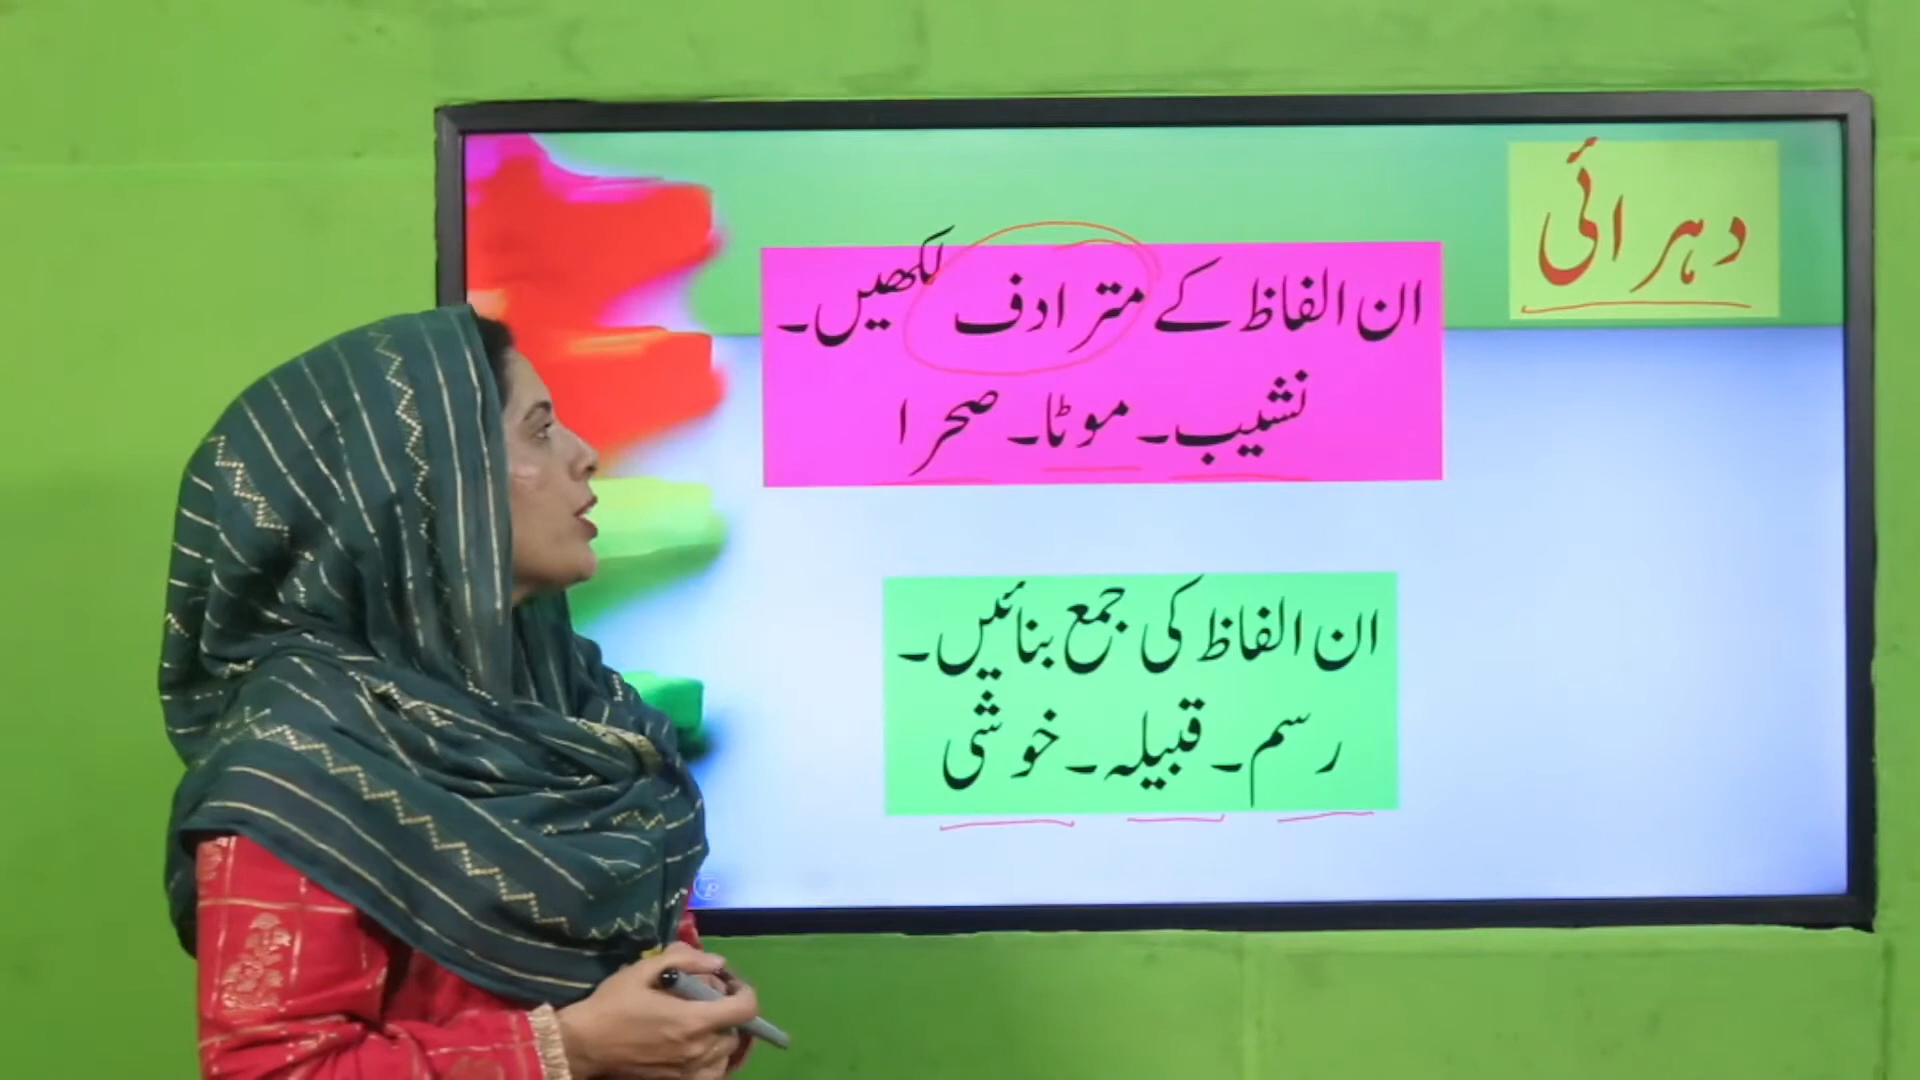 دہرائی
ان الفاظ کے مترادف لکھیں۔
نشیب۔ موٹا۔ صحرا
ان الفاظ کی جمع بنائیں۔
رسم۔ قبیلہ۔ خوشی